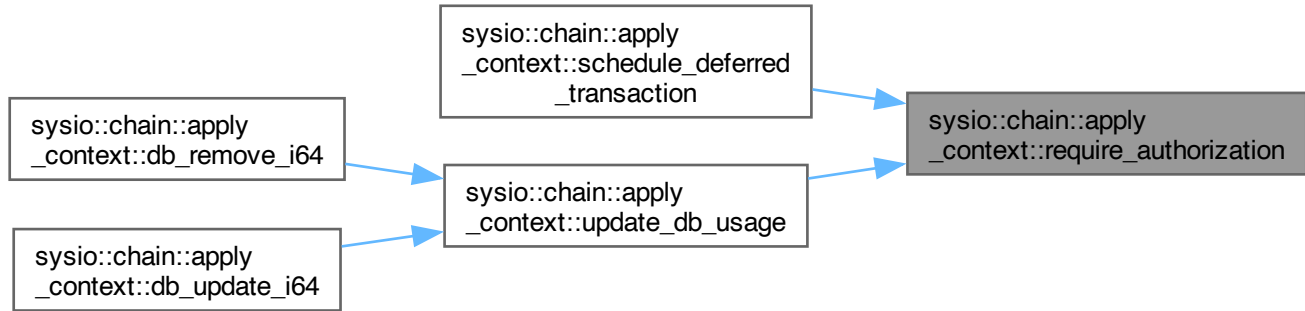 sysio::chain::apply
_context::schedule_deferred
_transaction
sysio::chain::apply
_context::require_authorization
sysio::chain::apply
_context::db_remove_i64
sysio::chain::apply
_context::update_db_usage
sysio::chain::apply
_context::db_update_i64